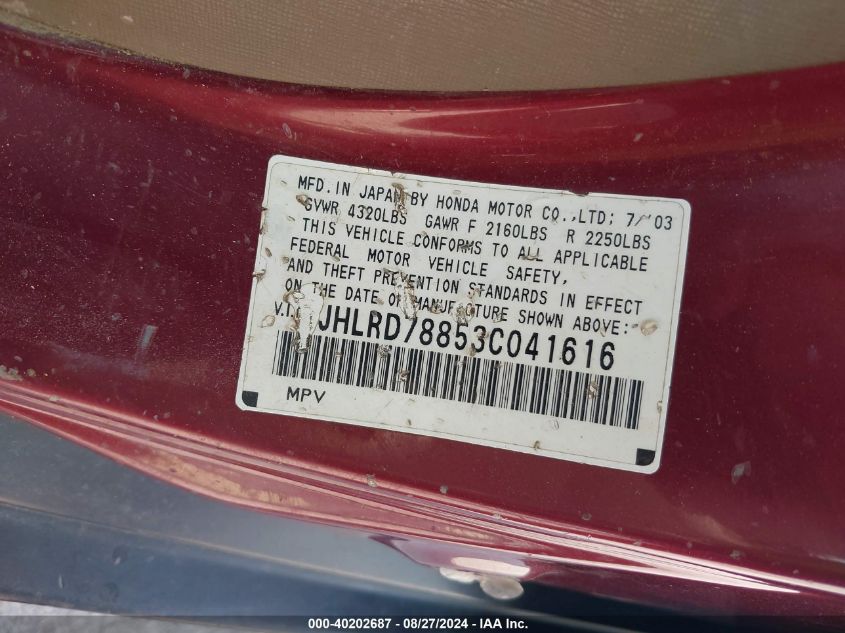 MFD. IN JAPAN BY HONDA MOTOR CO.,LTD; 7/'03
GVWR 4320LBS GAWR F 2160LBS R 2250LBS
THIS VEHICLE CONFORMS TO ALL APPLICABLE
FEDERAL MOTOR VEHICLE SAFETY,
AND THEFT PREVENTION STANDARDS IN EFFECT
ON THE DATE OF MANUFACTURE SHOWN ABOVE:
V.I. JHLRD78853C041616
MPV
000-40202687 - 08/27/2024 - IAA Inc.